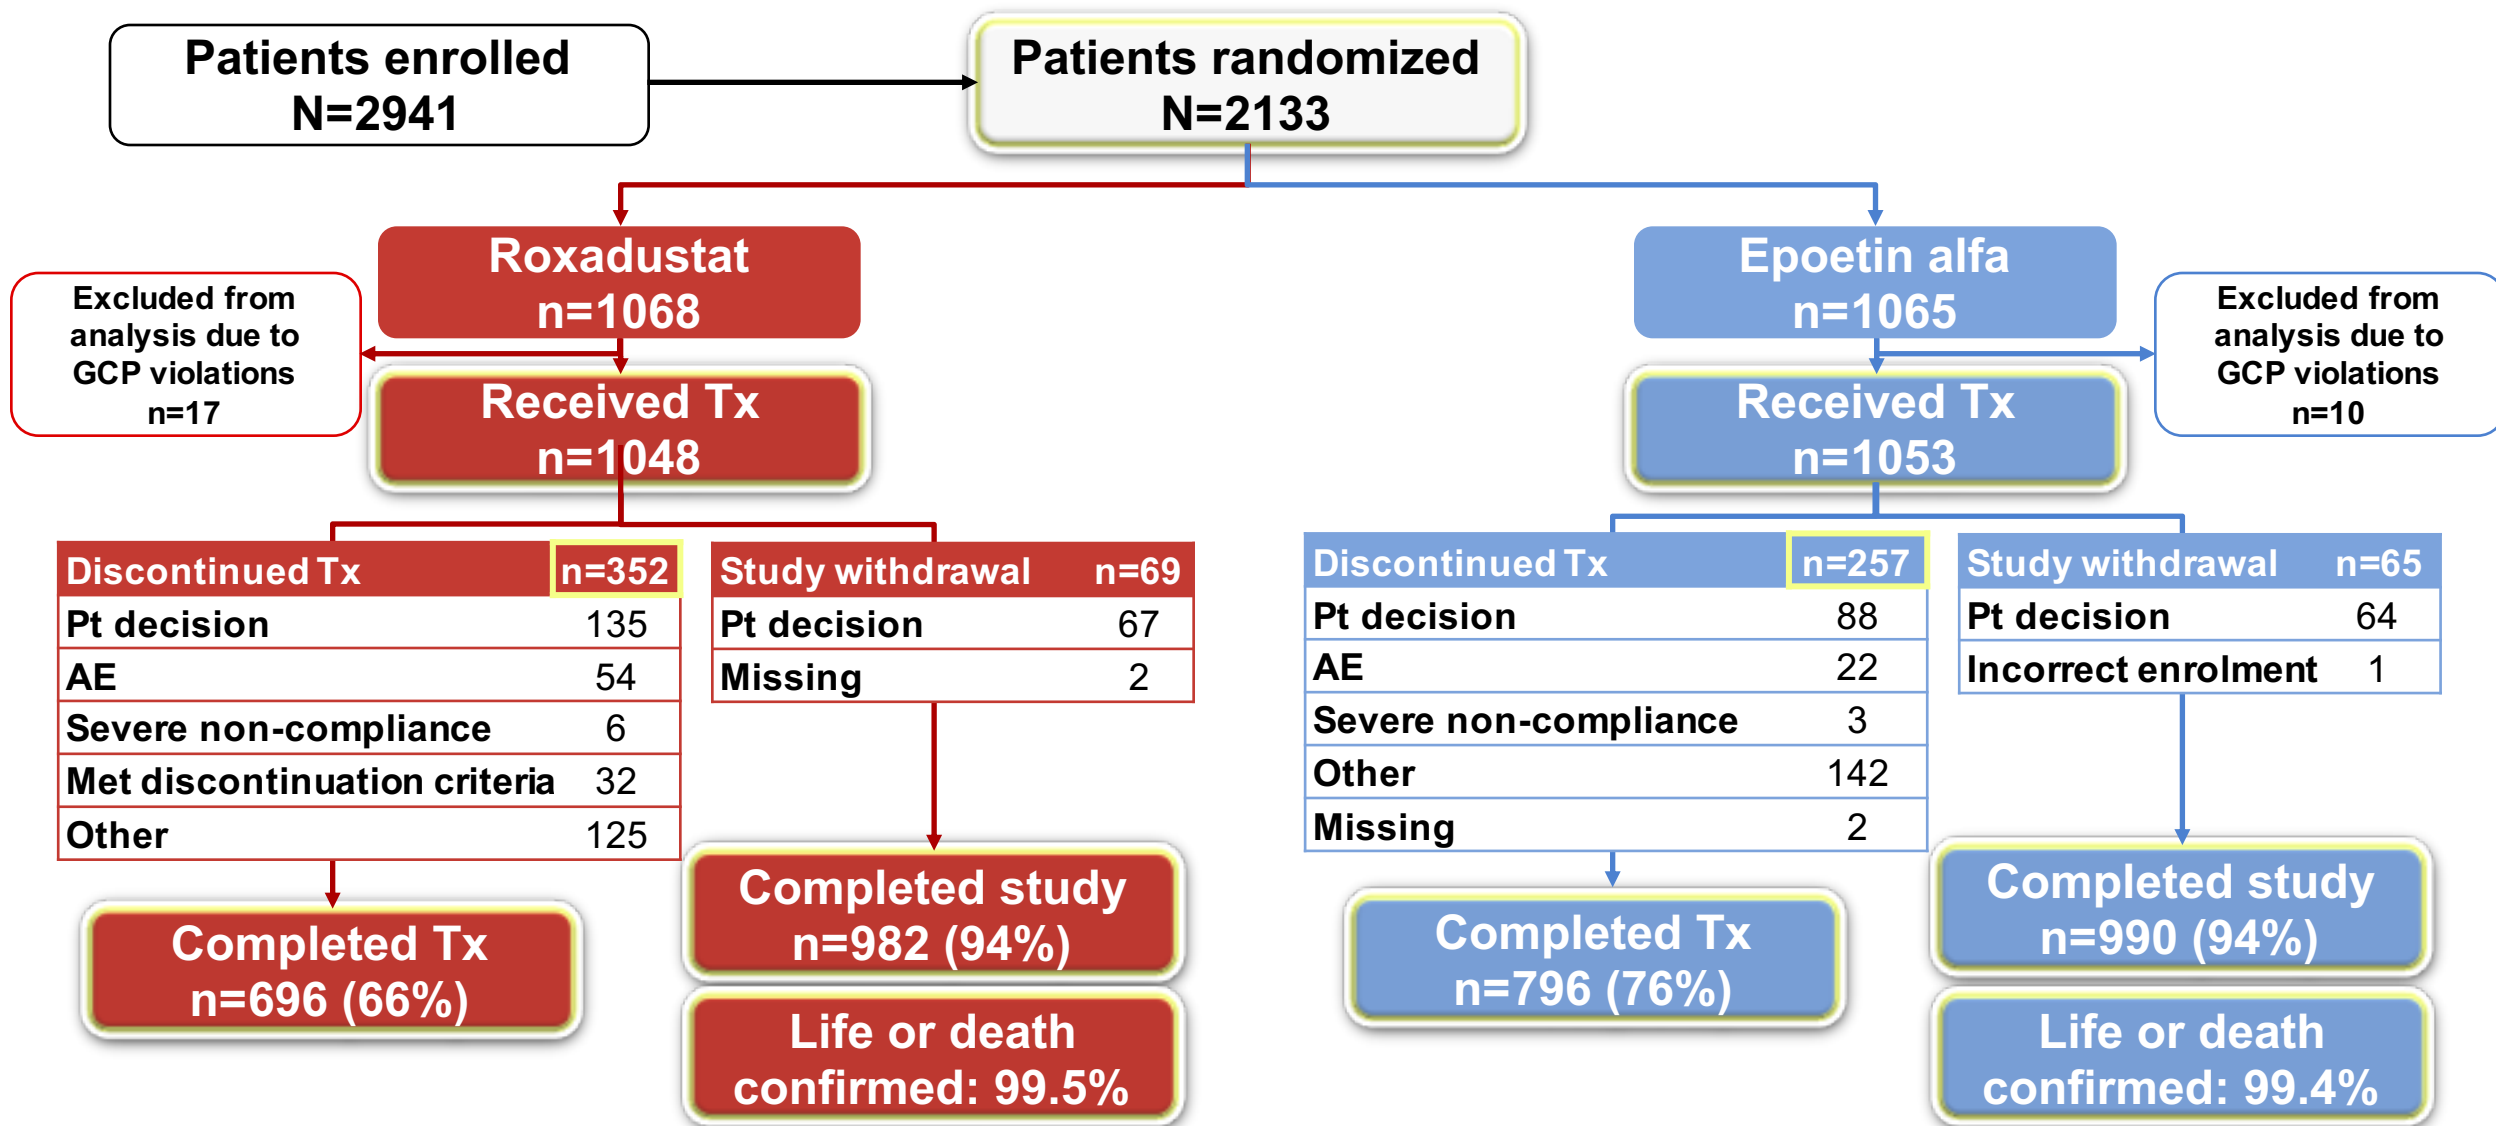 Patients enrolled
N=2941
Patients randomized
N=2133
Roxadustat
n=1068
Epoetin alfa
n=1065
Excluded from
analysis due to
GCP violations
n=17
Excluded from
analysis due to
GCP violations
n=10
Received Tx
n=1048
Received Tx
n=1053
Discontinued Tx n=352
Pt decision 135
AE 54
Severe non-compliance 6
Met discontinuation criteria 32
Other 125
Study withdrawal n=69
Pt decision 67
Missing 2
Discontinued Tx n=257
Pt decision 88
AE 22
Severe non-compliance 3
Other 142
Missing 2
Study withdrawal n=65
Pt decision 64
Incorrect enrolment 1
Completed Tx
n=696 (66%)
Completed study
n=982 (94%)
Life or death
confirmed: 99.5%
Completed Tx
n=796 (76%)
Completed study
n=990 (94%)
Life or death
confirmed: 99.4%